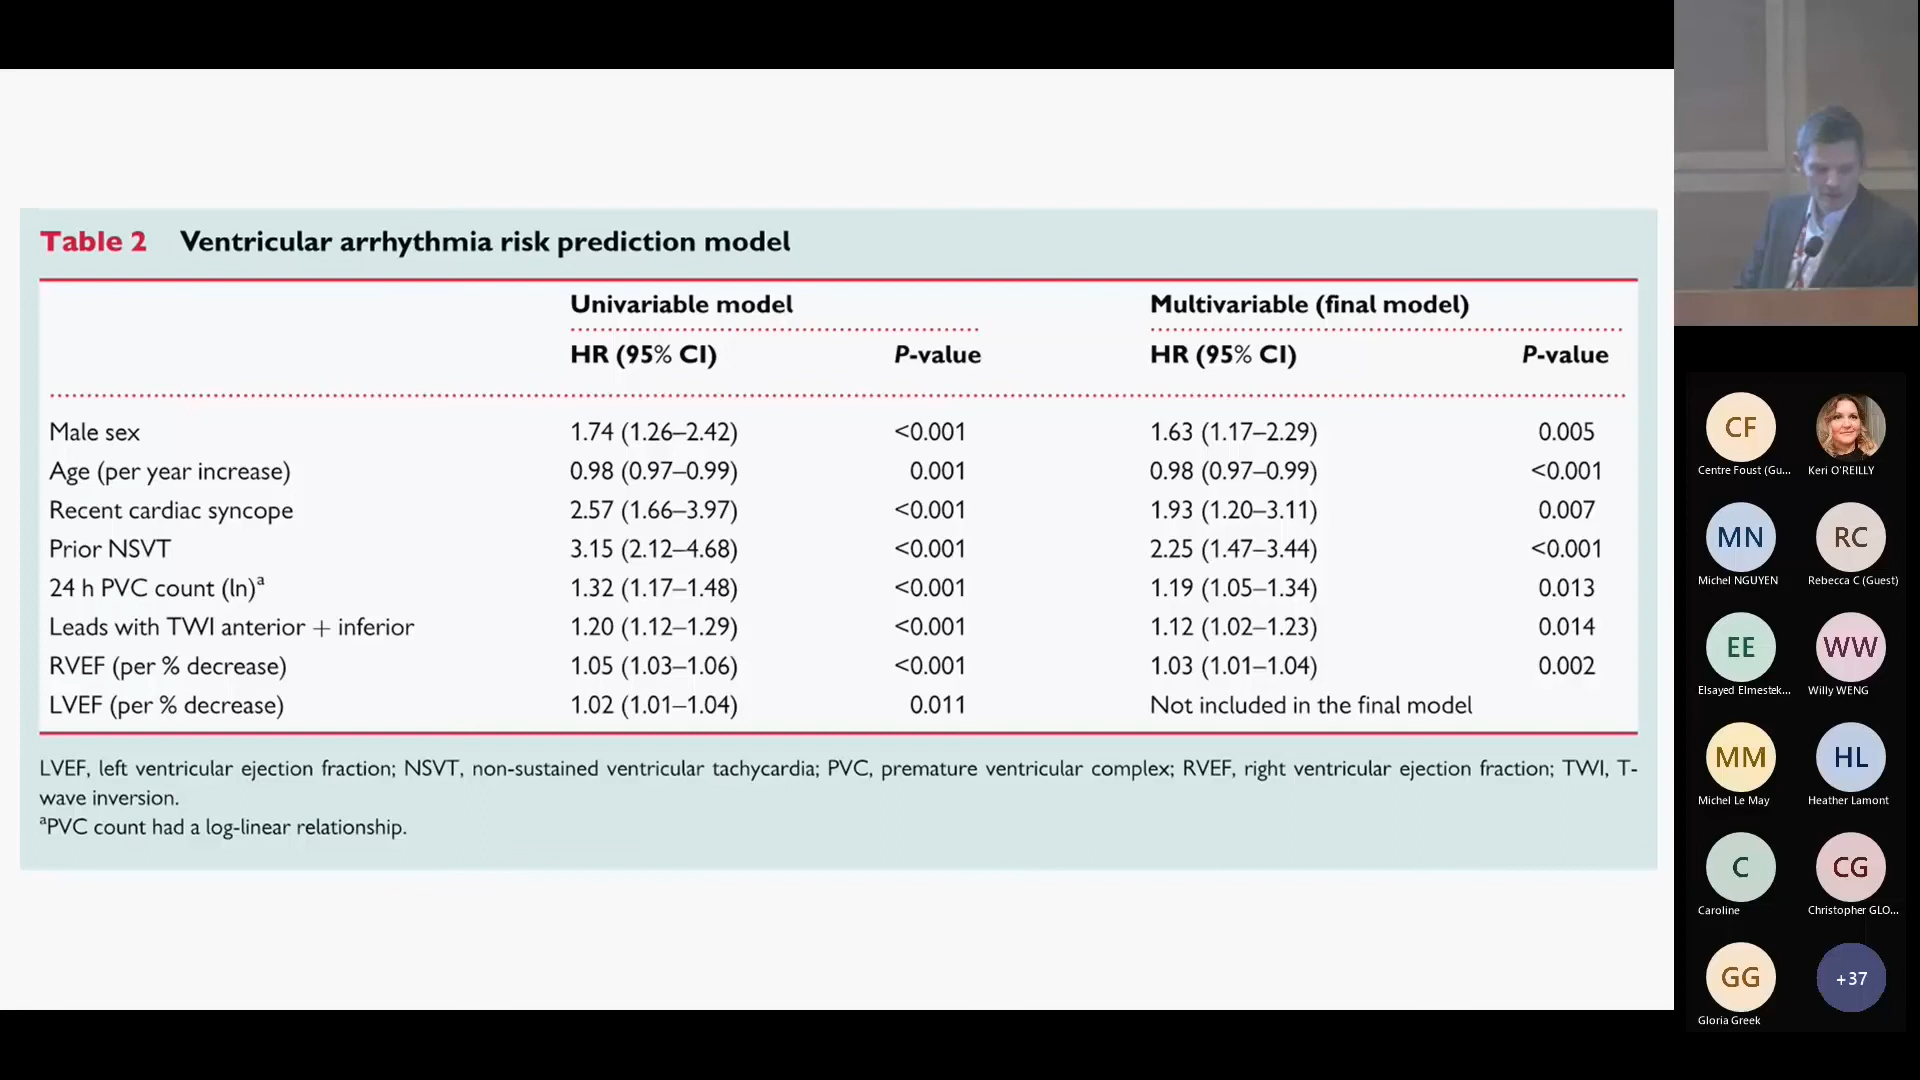 Table 2 Ventricular arrhythmia risk prediction model
Univariable model Multivariable (final model)
HR (95% CI) P-value HR (95% CI) P-value
Male sex 1.74 (1.26–2.42) <0.001 1.63 (1.17–2.29) 0.005
Age (per year increase) 0.98 (0.97–0.99) 0.001 0.98 (0.97–0.99) <0.001
Recent cardiac syncope 2.57 (1.66–3.97) <0.001 1.93 (1.20–3.11) 0.007
Prior NSVT 3.15 (2.12–4.68) <0.001 2.25 (1.47–3.44) <0.001
24 h PVC count (ln)ᵃ 1.32 (1.17–1.48) <0.001 1.19 (1.05–1.34) 0.013
Leads with TWI anterior + inferior 1.20 (1.12–1.29) <0.001 1.12 (1.02–1.23) 0.014
RVEF (per % decrease) 1.05 (1.03–1.06) <0.001 1.03 (1.01–1.04) 0.002
LVEF (per % decrease) 1.02 (1.01–1.04) 0.011 Not included in the final model
LVEF, left ventricular ejection fraction; NSVT, non-sustained ventricular tachycardia; PVC, premature ventricular complex; RVEF, right ventricular ejection fraction; TWI, T-
wave inversion.
ᵃPVC count had a log-linear relationship.
CF
Centre Foust (Gu... Keri O'REILLY
MN RC
Michel NGUYEN Rebecca C (Guest)
EE WW
Elsayed Elmestek... Willy WENG
MM HL
Michel Le May Heather Lamont
C CG
Caroline Christopher GLO...
GG +37
Gloria Greek